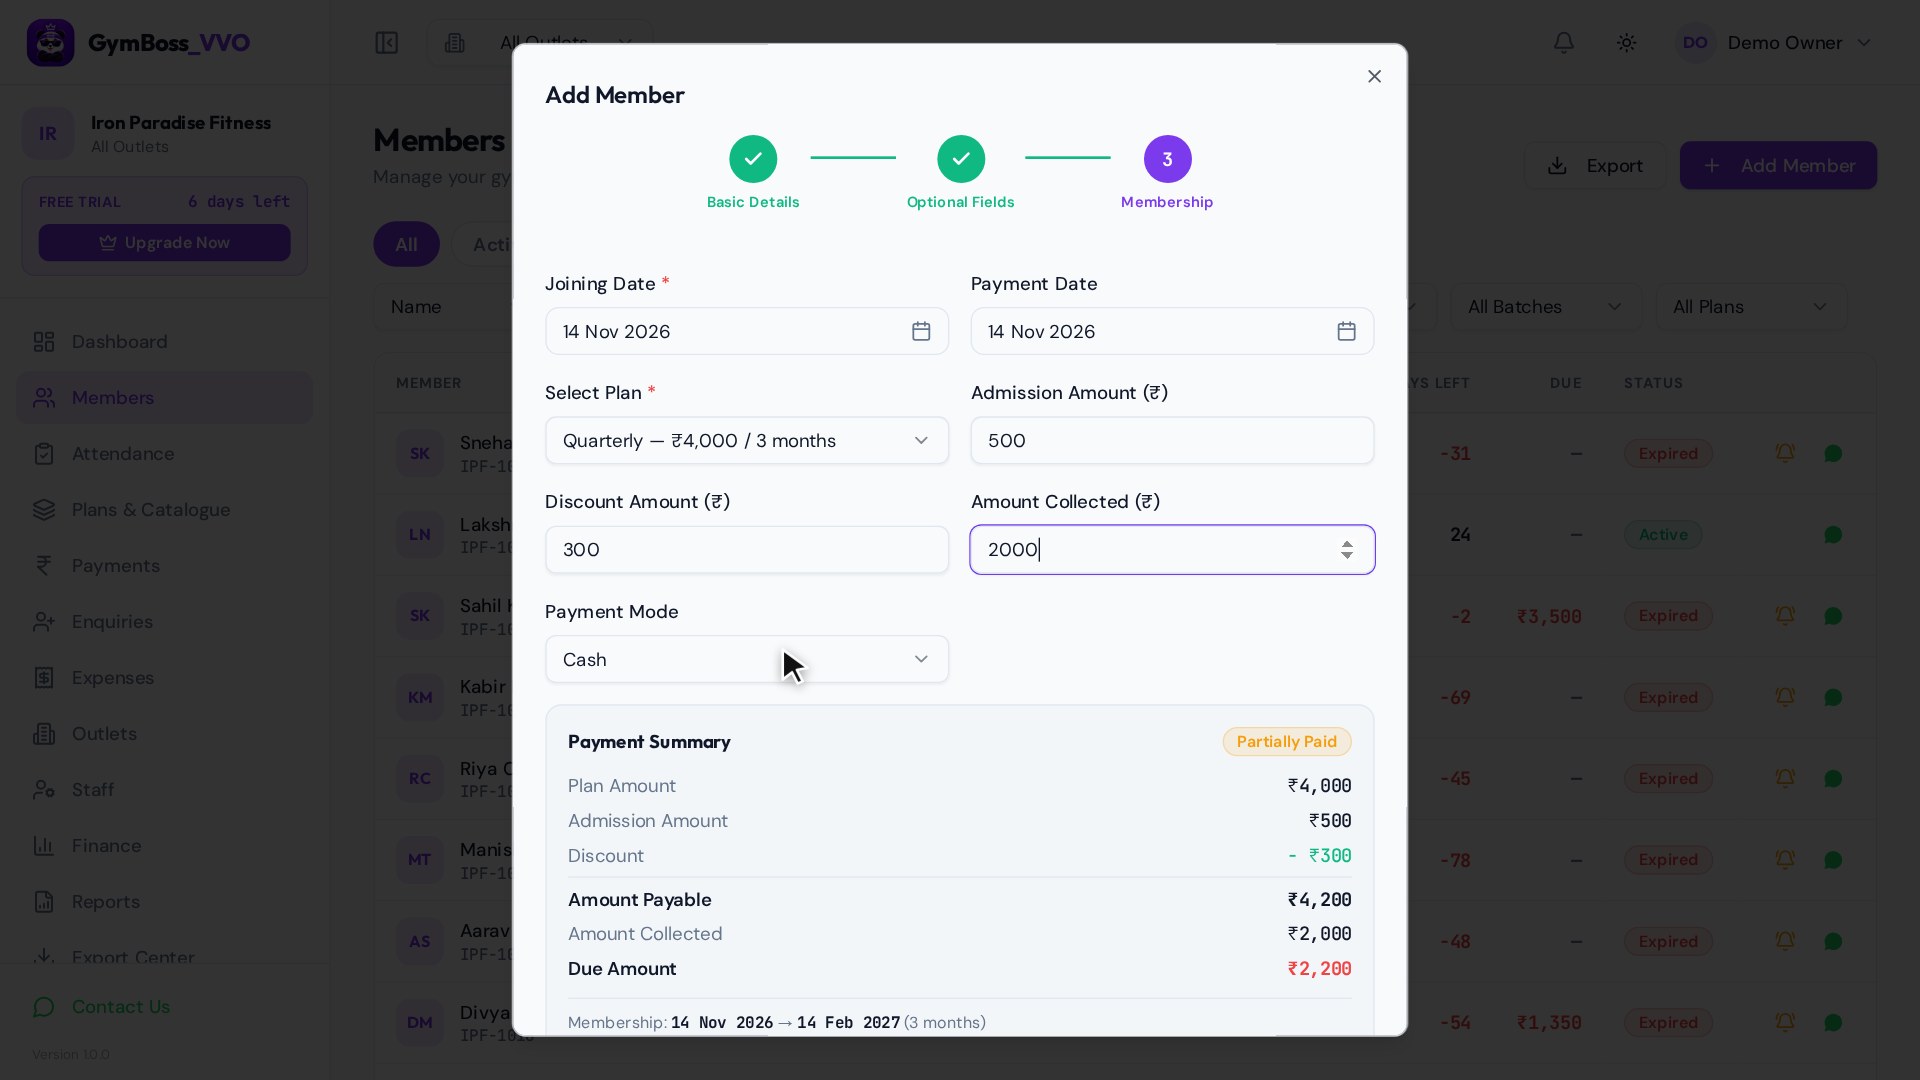 GymBoss_VVO
All Outlets
DO
Demo Owner
IR
Iron Paradise Fitness
All Outlets
FREE TRIAL
6 days left
Upgrade Now
Dashboard
Members
Attendance
Plans & Catalogue
Payments
Enquiries
Expenses
Outlets
Staff
Finance
Reports
Export Center
Contact Us
Version 1.0.0
Members
Export
Add Member
All
Name
All Batches
All Plans
MEMBER
LEFT
DUE
STATUS
SK
Sneha
-31
—
Expired
LN
24
—
Active
SK
Sahil
-2
₹3,500
Expired
KM
Kabir
-69
—
Expired
RC
Riya
-45
—
Expired
MT
-78
—
Expired
AS
Aarav
-48
—
Expired
DM
Divya
-54
₹1,350
Expired
Add Member
3
Basic Details
Optional Fields
Membership
Joining Date *
Payment Date
14 Nov 2026
14 Nov 2026
Select Plan *
Admission Amount (₹)
Quarterly — ₹4,000 / 3 months
500
Discount Amount (₹)
Amount Collected (₹)
300
2000
Payment Mode
Cash
Payment Summary
Partially Paid
Plan Amount
₹4,000
Admission Amount
₹500
Discount
- ₹300
Amount Payable
₹4,200
Amount Collected
₹2,000
Due Amount
₹2,200
Membership: 14 Nov 2026 → 14 Feb 2027 (3 months)